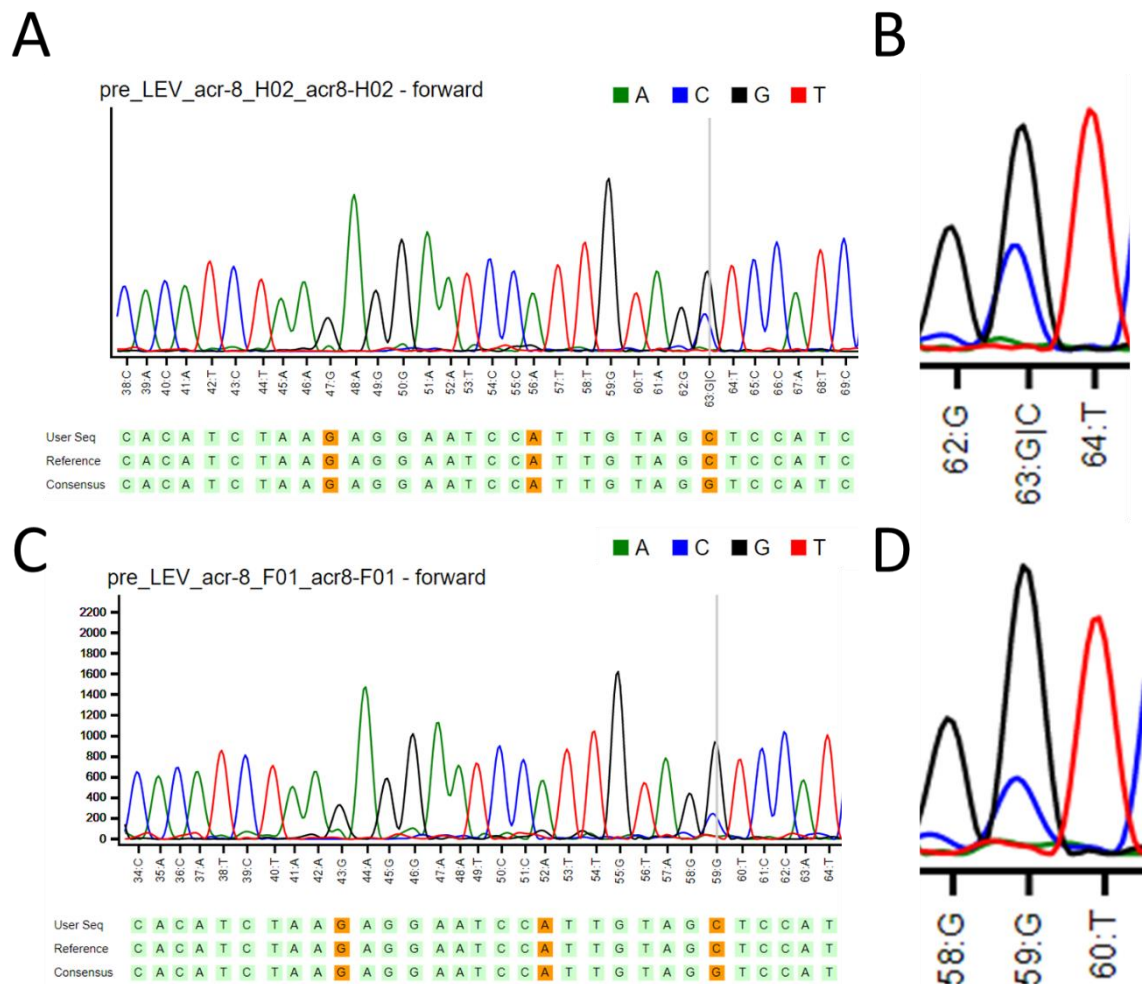 A
pre_LEV_acr-8_H02_acr8-H02 - forward
A C G T
38:C 39:A 40:C 41:A 42:T 43:C 44:T 45:A 46:A 47:G 48:A 49:G 50:G 51:A 52:A 53:T 54:C 55:C 56:A 57:T 58:T 59:G 60:T 61:A 62:G 63:G|C 64:T 65:C 66:C 67:A 68:T 69:C
User Seq C A C A T C T A A G A G G A A T C C A T T G T A G C T C C A T C
Reference C A C A T C T A A G A G G A A T C C A T T G T A G C T C C A T C
Consensus C A C A T C T A A G A G G A A T C C A T T G T A G G T C C A T C
B
62:G 63:G|C 64:T
C
A C G T
pre_LEV_acr-8_F01_acr8-F01 - forward
2200
2000
1800
1600
1400
1200
1000
800
600
400
200
0
34:C 35:A 36:C 37:A 38:T 39:C 40:T 41:A 42:A 43:G 44:A 45:G 46:G 47:A 48:A 49:T 50:C 51:C 52:A 53:T 54:T 55:G 56:T 57:A 58:G 59:G 60:T 61:C 62:C 63:A 64:T
User Seq C A C A T C T A A G A G G A A T C C A T T G T A G C T C C A T
Reference C A C A T C T A A G A G G A A T C C A T T G T A G C T C C A T
Consensus C A C A T C T A A G A G G A A T C C A T T G T A G G T C C A T
D
58:G 59:G 60:T